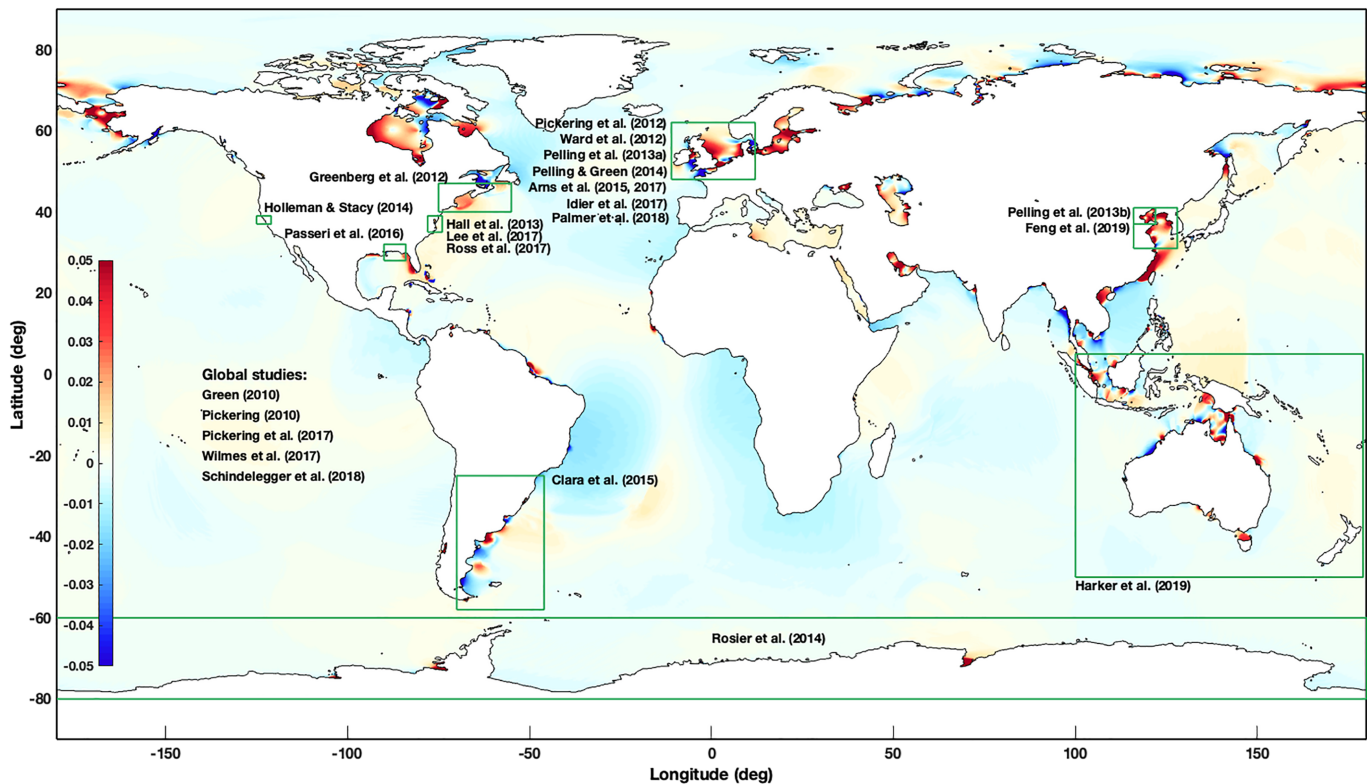 80
60
40
20
0
-20
-40
-60
-80
Latitude (deg)
0.05
0.04
0.03
0.02
0.01
0
-0.01
-0.02
-0.03
-0.04
-0.05
Pickering et al. (2012)
Ward et al. (2012)
Pelling et al. (2013a)
Pelling & Green (2014)
Arns et al. (2015, 2017)
Idier et al. (2017)
Palmer et al. (2018)
Greenberg et al. (2012)
Holleman & Stacy (2014)
Passeri et al. (2016)
Hall et al. (2013)
Lee et al. (2017)
Ross et al. (2017)
Pelling et al. (2013b)
Feng et al. (2019)
Global studies:
Green (2010)
Pickering (2010)
Pickering et al. (2017)
Wilmes et al. (2017)
Schindelegger et al. (2018)
Clara et al. (2015)
Harker et al. (2019)
Rosier et al. (2014)
-150 -100 -50 0 50 100 150
Longitude (deg)